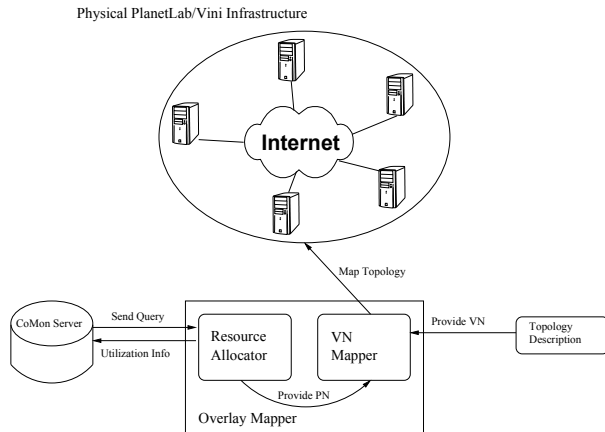 Physical PlanetLab/Vini Infrastructure
Internet
Map Topology
CoMon Server
Send Query
Utilization Info
Resource
Allocator
VN
Mapper
Provide VN
Topology
Description
Provide PN
Overlay Mapper